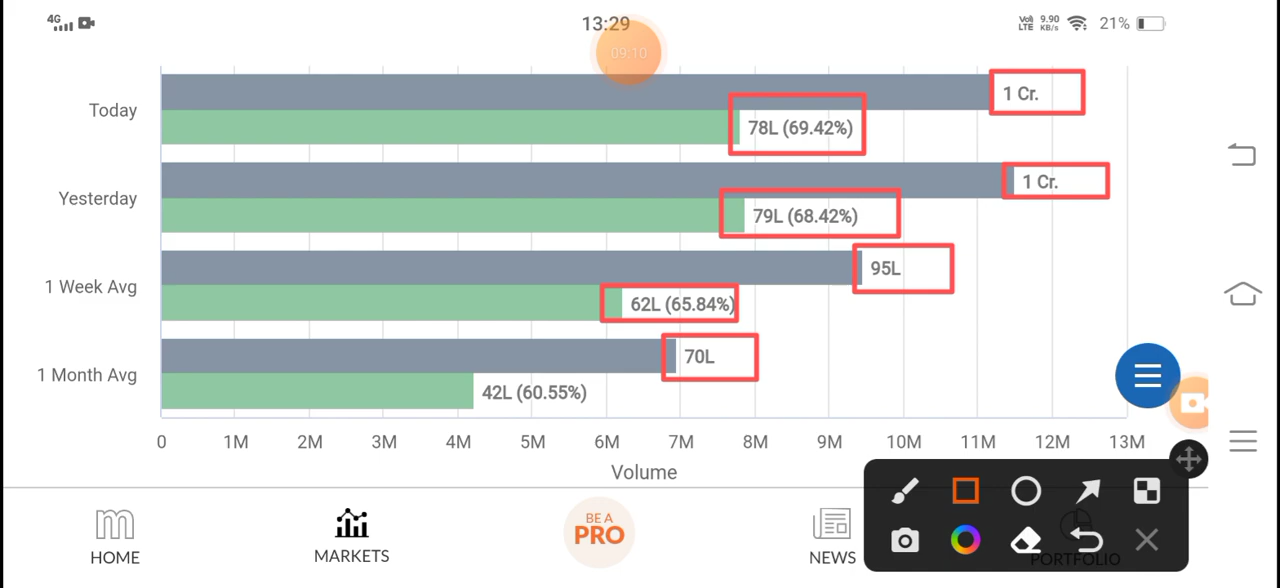 4G
13:29
Voı) LTE
9.90 KB/s
21%
09:10
Today
1 Cr.
78L (69.42%)
Yesterday
1 Cr.
79L (68.42%)
1 Week Avg
95L
62L (65.84%)
1 Month Avg
70L
42L (60.55%)
0 1M 2M 3M 4M 5M 6M 7M 8M 9M 10M 11M 12M 13M
Volume
BE A
PRO
HOME
MARKETS
NEWS
PORTFOLIO